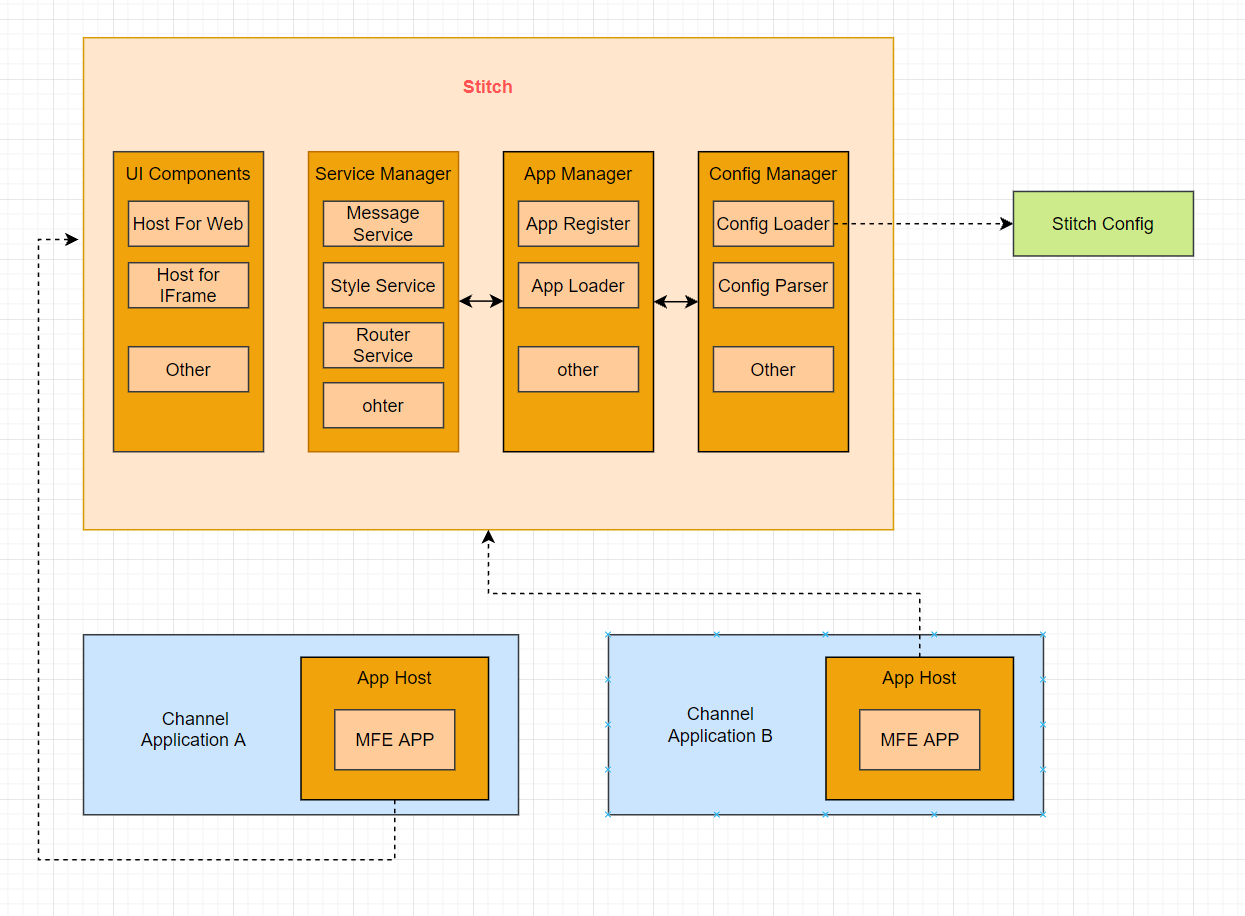 Stitch
UI Components
Host For Web
Host for
IFrame
Other
Service Manager
Message
Service
Style Service
Router
Service
ohter
App Manager
App Register
App Loader
other
Config Manager
Config Loader
Config Parser
Other
Stitch Config
Channel
Application A
App Host
MFE APP
Channel
Application B
App Host
MFE APP